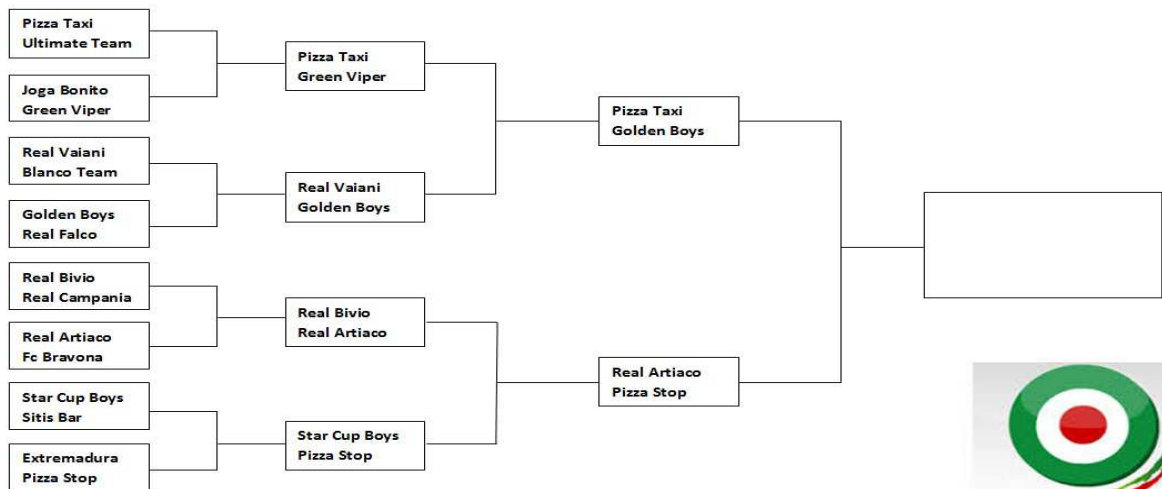 Pizza Taxi
Ultimate Team
Joga Bonito
Green Viper
Real Vaiani
Blanco Team
Golden Boys
Real Falco
Real Bivio
Real Campania
Real Artiaco
Fc Bravona
Star Cup Boys
Sitis Bar
Extremadura
Pizza Stop
Pizza Taxi
Green Viper
Real Vaiani
Golden Boys
Real Bivio
Real Artiaco
Star Cup Boys
Pizza Stop
Pizza Taxi
Golden Boys
Real Artiaco
Pizza Stop